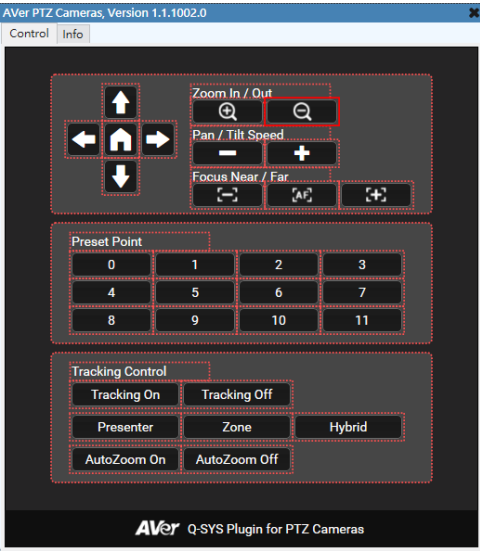 AVer PTZ Cameras, Version 1.1.1002.0
Control Info
Zoom In / Out
Pan / Tilt Speed
Focus Near / Far
AF
Preset Point
0 1 2 3
4 5 6 7
8 9 10 11
Tracking Control
Tracking On Tracking Off
Presenter Zone Hybrid
AutoZoom On AutoZoom Off
AVer Q-SYS Plugin for PTZ Cameras